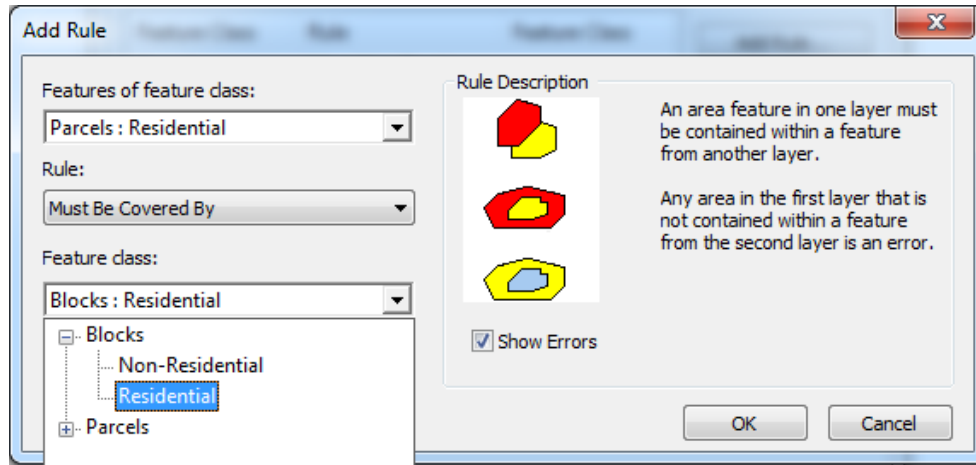 Add Rule
Features of feature class:
Parcels : Residential
Rule:
Must Be Covered By
Feature class:
Blocks : Residential
Blocks
Non-Residential
Residential
Parcels
Rule Description
An area feature in one layer must
be contained within a feature
from another layer.
Any area in the first layer that is
not contained within a feature
from the second layer is an error.
Show Errors
OK
Cancel